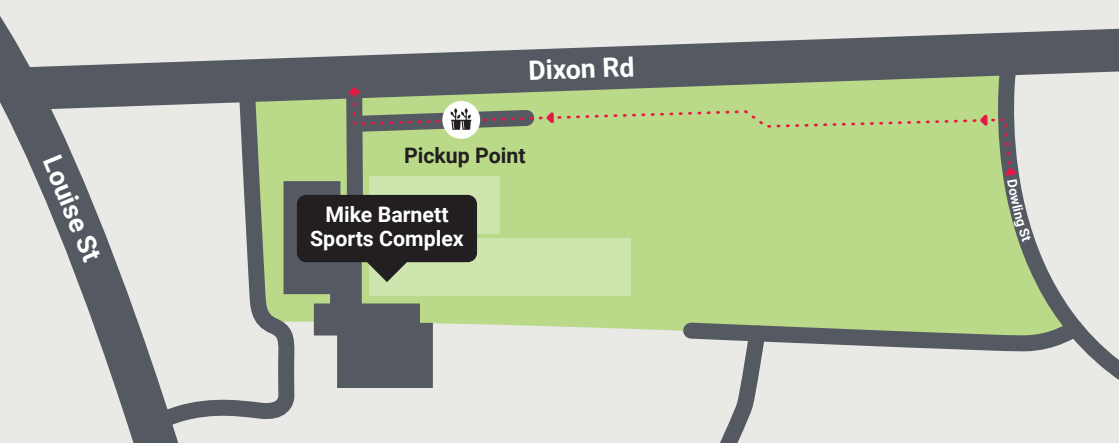 Dixon Rd
Pickup Point
Louise St
Dowling St
Mike Barnett
Sports Complex